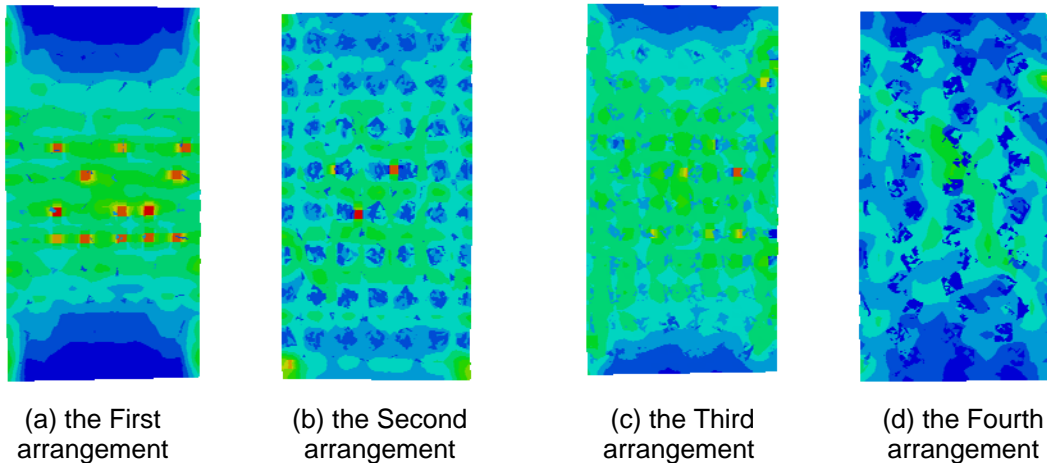 (a) the First
arrangement
(b) the Second
arrangement
(c) the Third
arrangement
(d) the Fourth
arrangement